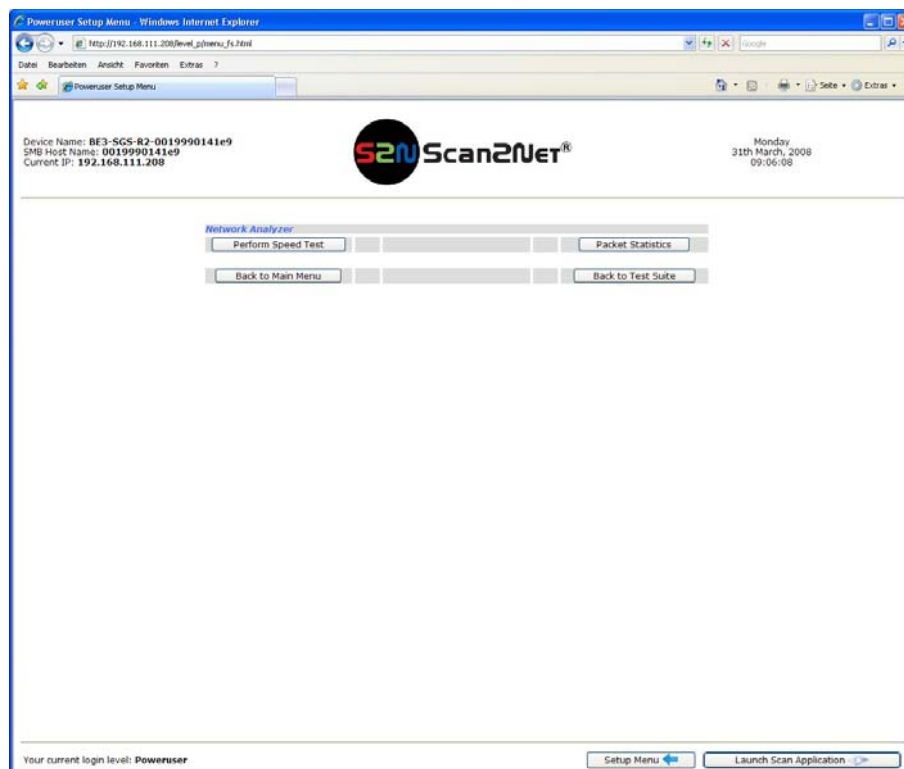 Poweruser Setup Menu - Windows Internet Explorer
http://192.168.111.208/level_p/menu_fs.html
Google
Datei Bearbeiten Ansicht Favoriten Extras ?
Poweruser Setup Menu
Seite Extras
Device Name: BE3-SGS-R2-0019990141e9
SMB Host Name: 0019990141e9
Current IP: 192.168.111.208
S2N Scan2Net®
Monday
31th March, 2008
09:06:08
Network Analyzer
Perform Speed Test Packet Statistics
Back to Main Menu Back to Test Suite
Your current login level: Poweruser
Setup Menu Launch Scan Application